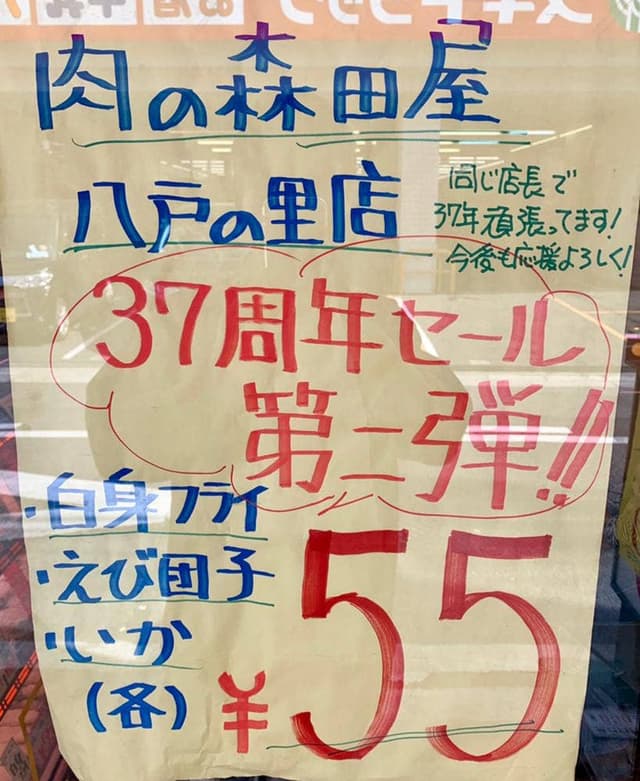 肉の森田屋
八戸の里店
同じ店長で
37年頑張ってます!
今後も応援よろしく!
37周年セール
第二弾!!
・白身フライ
・えび団子
・いか
(各)
¥55